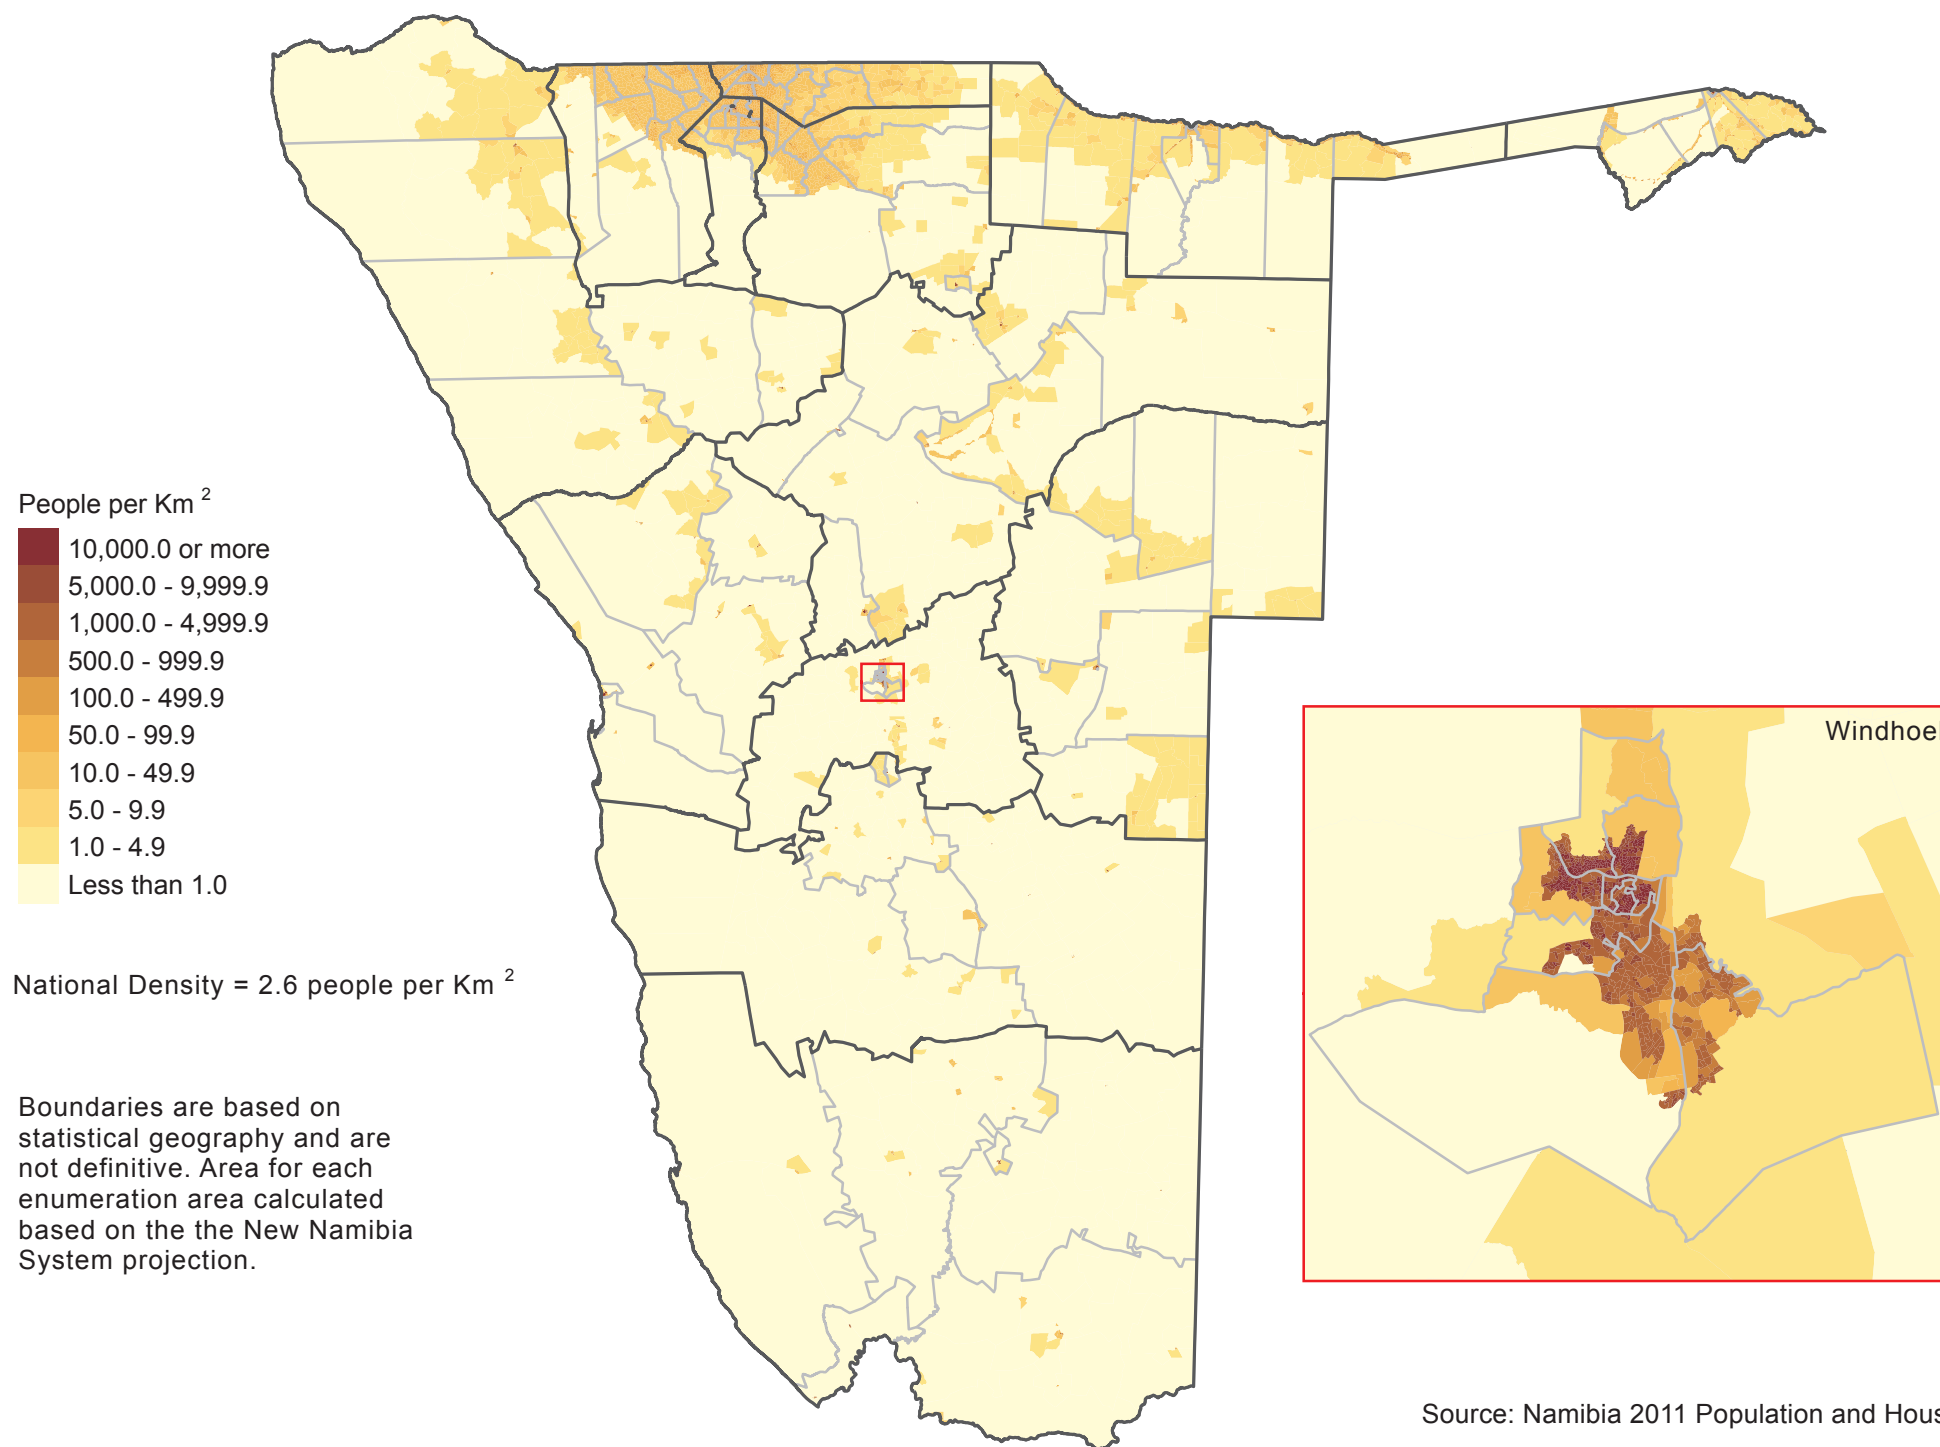 People per Km 2
10,000.0 or more
5,000.0 - 9,999.9
1,000.0 - 4,999.9
500.0 - 999.9
100.0 - 499.9
50.0 - 99.9
10.0 - 49.9
5.0 - 9.9
1.0 - 4.9
Less than 1.0
National Density = 2.6 people per Km 2
Boundaries are based on
statistical geography and are
not definitive. Area for each
enumeration area calculated
based on the the New Namibia
System projection.
Windhoe
Source: Namibia 2011 Population and Hous